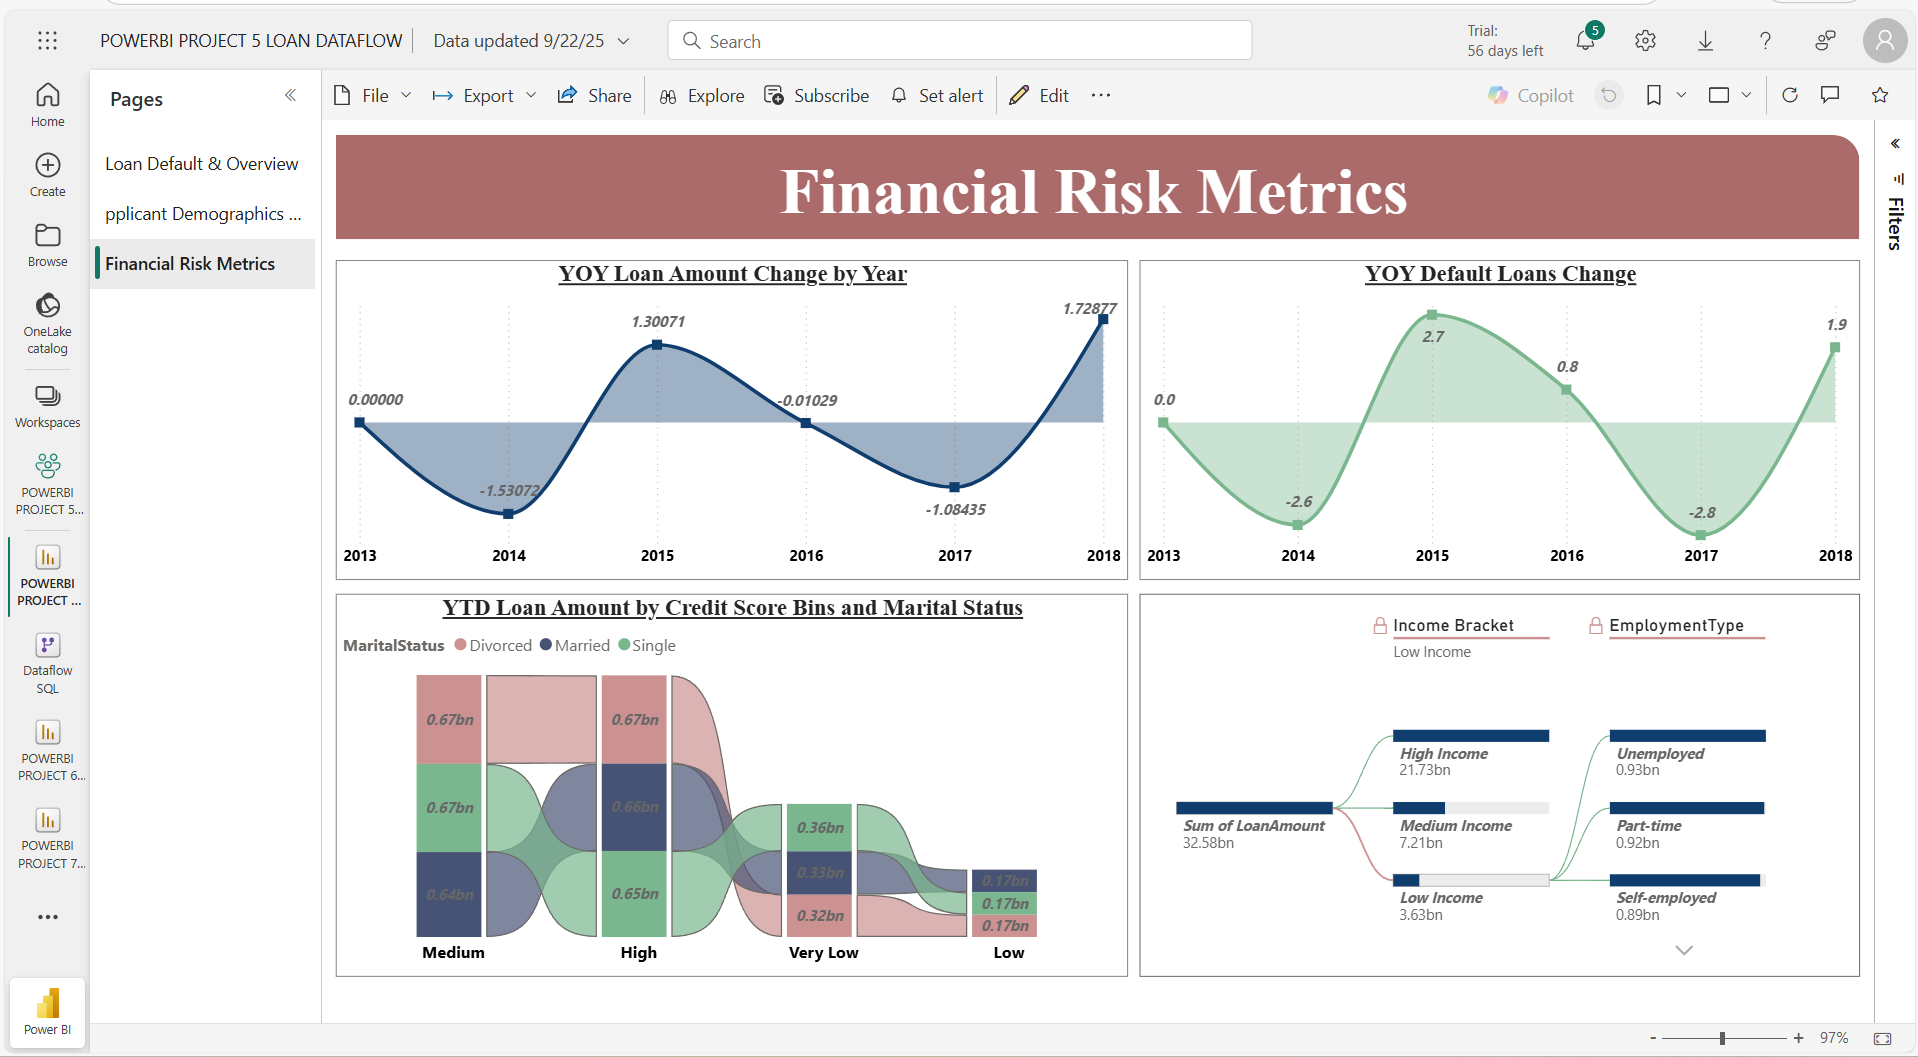 POWERBI PROJECT 5 LOAN DATAFLOW
Data updated 9/22/25
Search
Trial:
56 days left
5
Home
Create
Browse
OneLake
catalog
Workspaces
POWERBI
PROJECT 5...
POWERBI
PROJECT ...
Dataflow
SQL
POWERBI
PROJECT 6...
POWERBI
PROJECT 7...
Power BI
Pages
Loan Default & Overview
pplicant Demographics ...
Financial Risk Metrics
File
Export
Share
Explore
Subscribe
Set alert
Edit
Copilot
Filters
Financial Risk Metrics
YOY Loan Amount Change by Year
0.00000
-1.53072
1.30071
-0.01029
-1.08435
1.72877
2013
2014
2015
2016
2017
2018
YOY Default Loans Change
0.0
-2.6
2.7
0.8
-2.8
1.9
2013
2014
2015
2016
2017
2018
YTD Loan Amount by Credit Score Bins and Marital Status
MaritalStatus Divorced Married Single
0.67bn
0.67bn
0.64bn
0.67bn
0.66bn
0.65bn
0.36bn
0.33bn
0.32bn
0.17bn
0.17bn
0.17bn
Medium
High
Very Low
Low
Income Bracket
Low Income
EmploymentType
Sum of LoanAmount
32.58bn
High Income
21.73bn
Medium Income
7.21bn
Low Income
3.63bn
Unemployed
0.93bn
Part-time
0.92bn
Self-employed
0.89bn
- + 97%